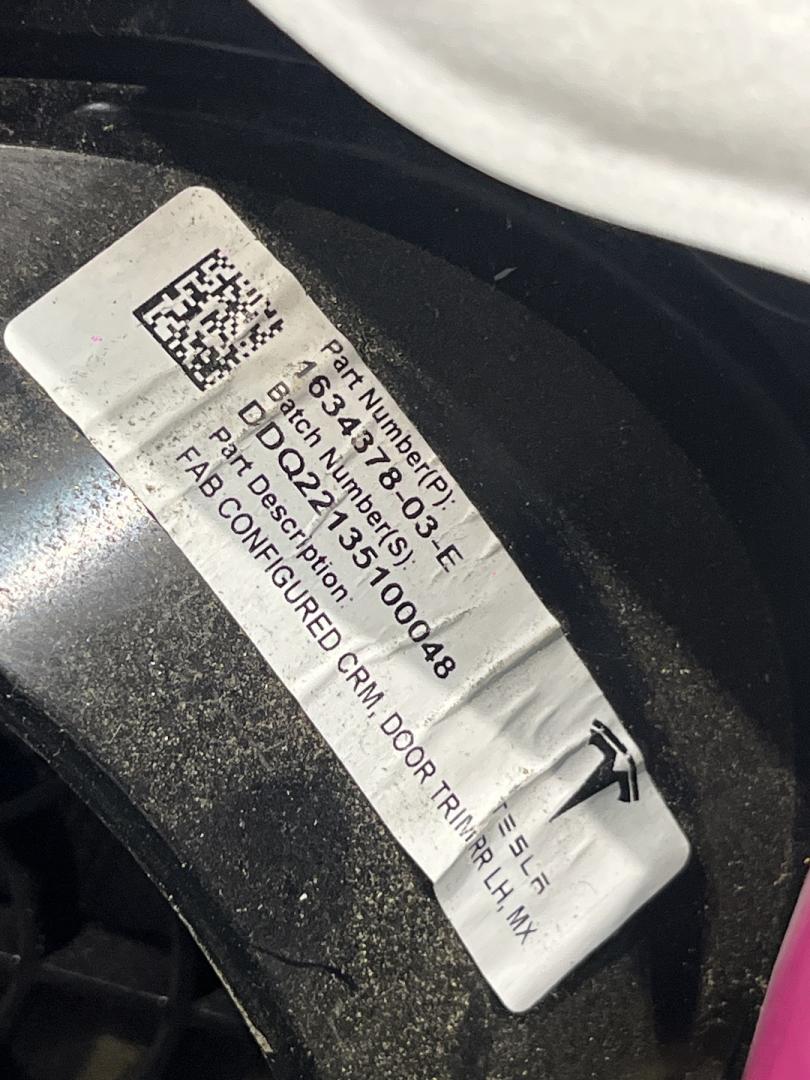 Part Number(P):
1634378-03-E
Batch Number(S):
DDQ22135100048
Part Description:
FAB CONFIGURED CRM, DOOR TRIM RR LH, MX
TESLA